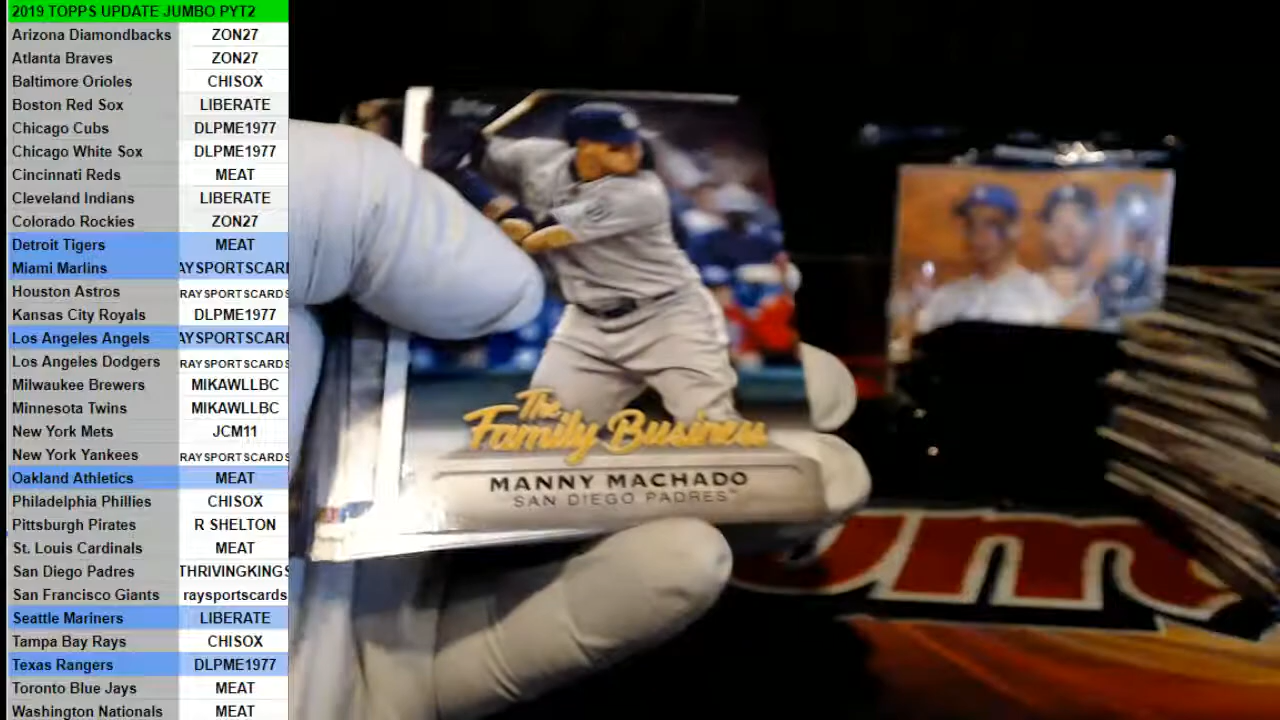 2019 TOPPS UPDATE JUMBO PYT2
Arizona Diamondbacks ZON27
Atlanta Braves ZON27
Baltimore Orioles CHISOX
Boston Red Sox LIBERATE
Chicago Cubs DLPME1977
Chicago White Sox DLPME1977
Cincinnati Reds MEAT
Cleveland Indians LIBERATE
Colorado Rockies ZON27
Detroit Tigers MEAT
Miami Marlins AYSPORTSCARI
Houston Astros RAYSPORTSCARDS
Kansas City Royals DLPME1977
Los Angeles Angels AYSPORTSCARI
Los Angeles Dodgers RAYSPORTSCARDS
Milwaukee Brewers MIKAWLLBC
Minnesota Twins MIKAWLLBC
New York Mets JCM11
New York Yankees RAYSPORTSCARDS
Oakland Athletics MEAT
Philadelphia Phillies CHISOX
Pittsburgh Pirates R SHELTON
St. Louis Cardinals MEAT
San Diego Padres THRIVINGKINGS
San Francisco Giants raysportscards
Seattle Mariners LIBERATE
Tampa Bay Rays CHISOX
Texas Rangers DLPME1977
Toronto Blue Jays MEAT
Washington Nationals MEAT
Topps
The
Family Business
MANNY MACHADO
SAN DIEGO PADRES™